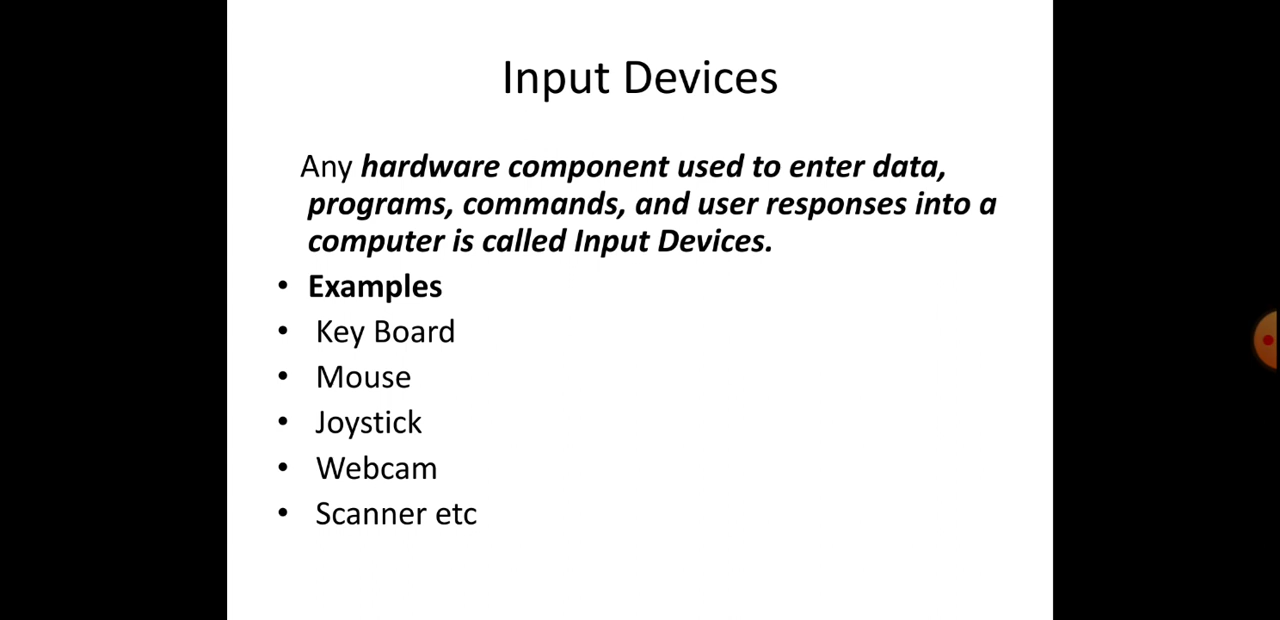 Input Devices
Any hardware component used to enter data,
programs, commands, and user responses into a
computer is called Input Devices.
• Examples
• Key Board
• Mouse
• Joystick
• Webcam
• Scanner etc